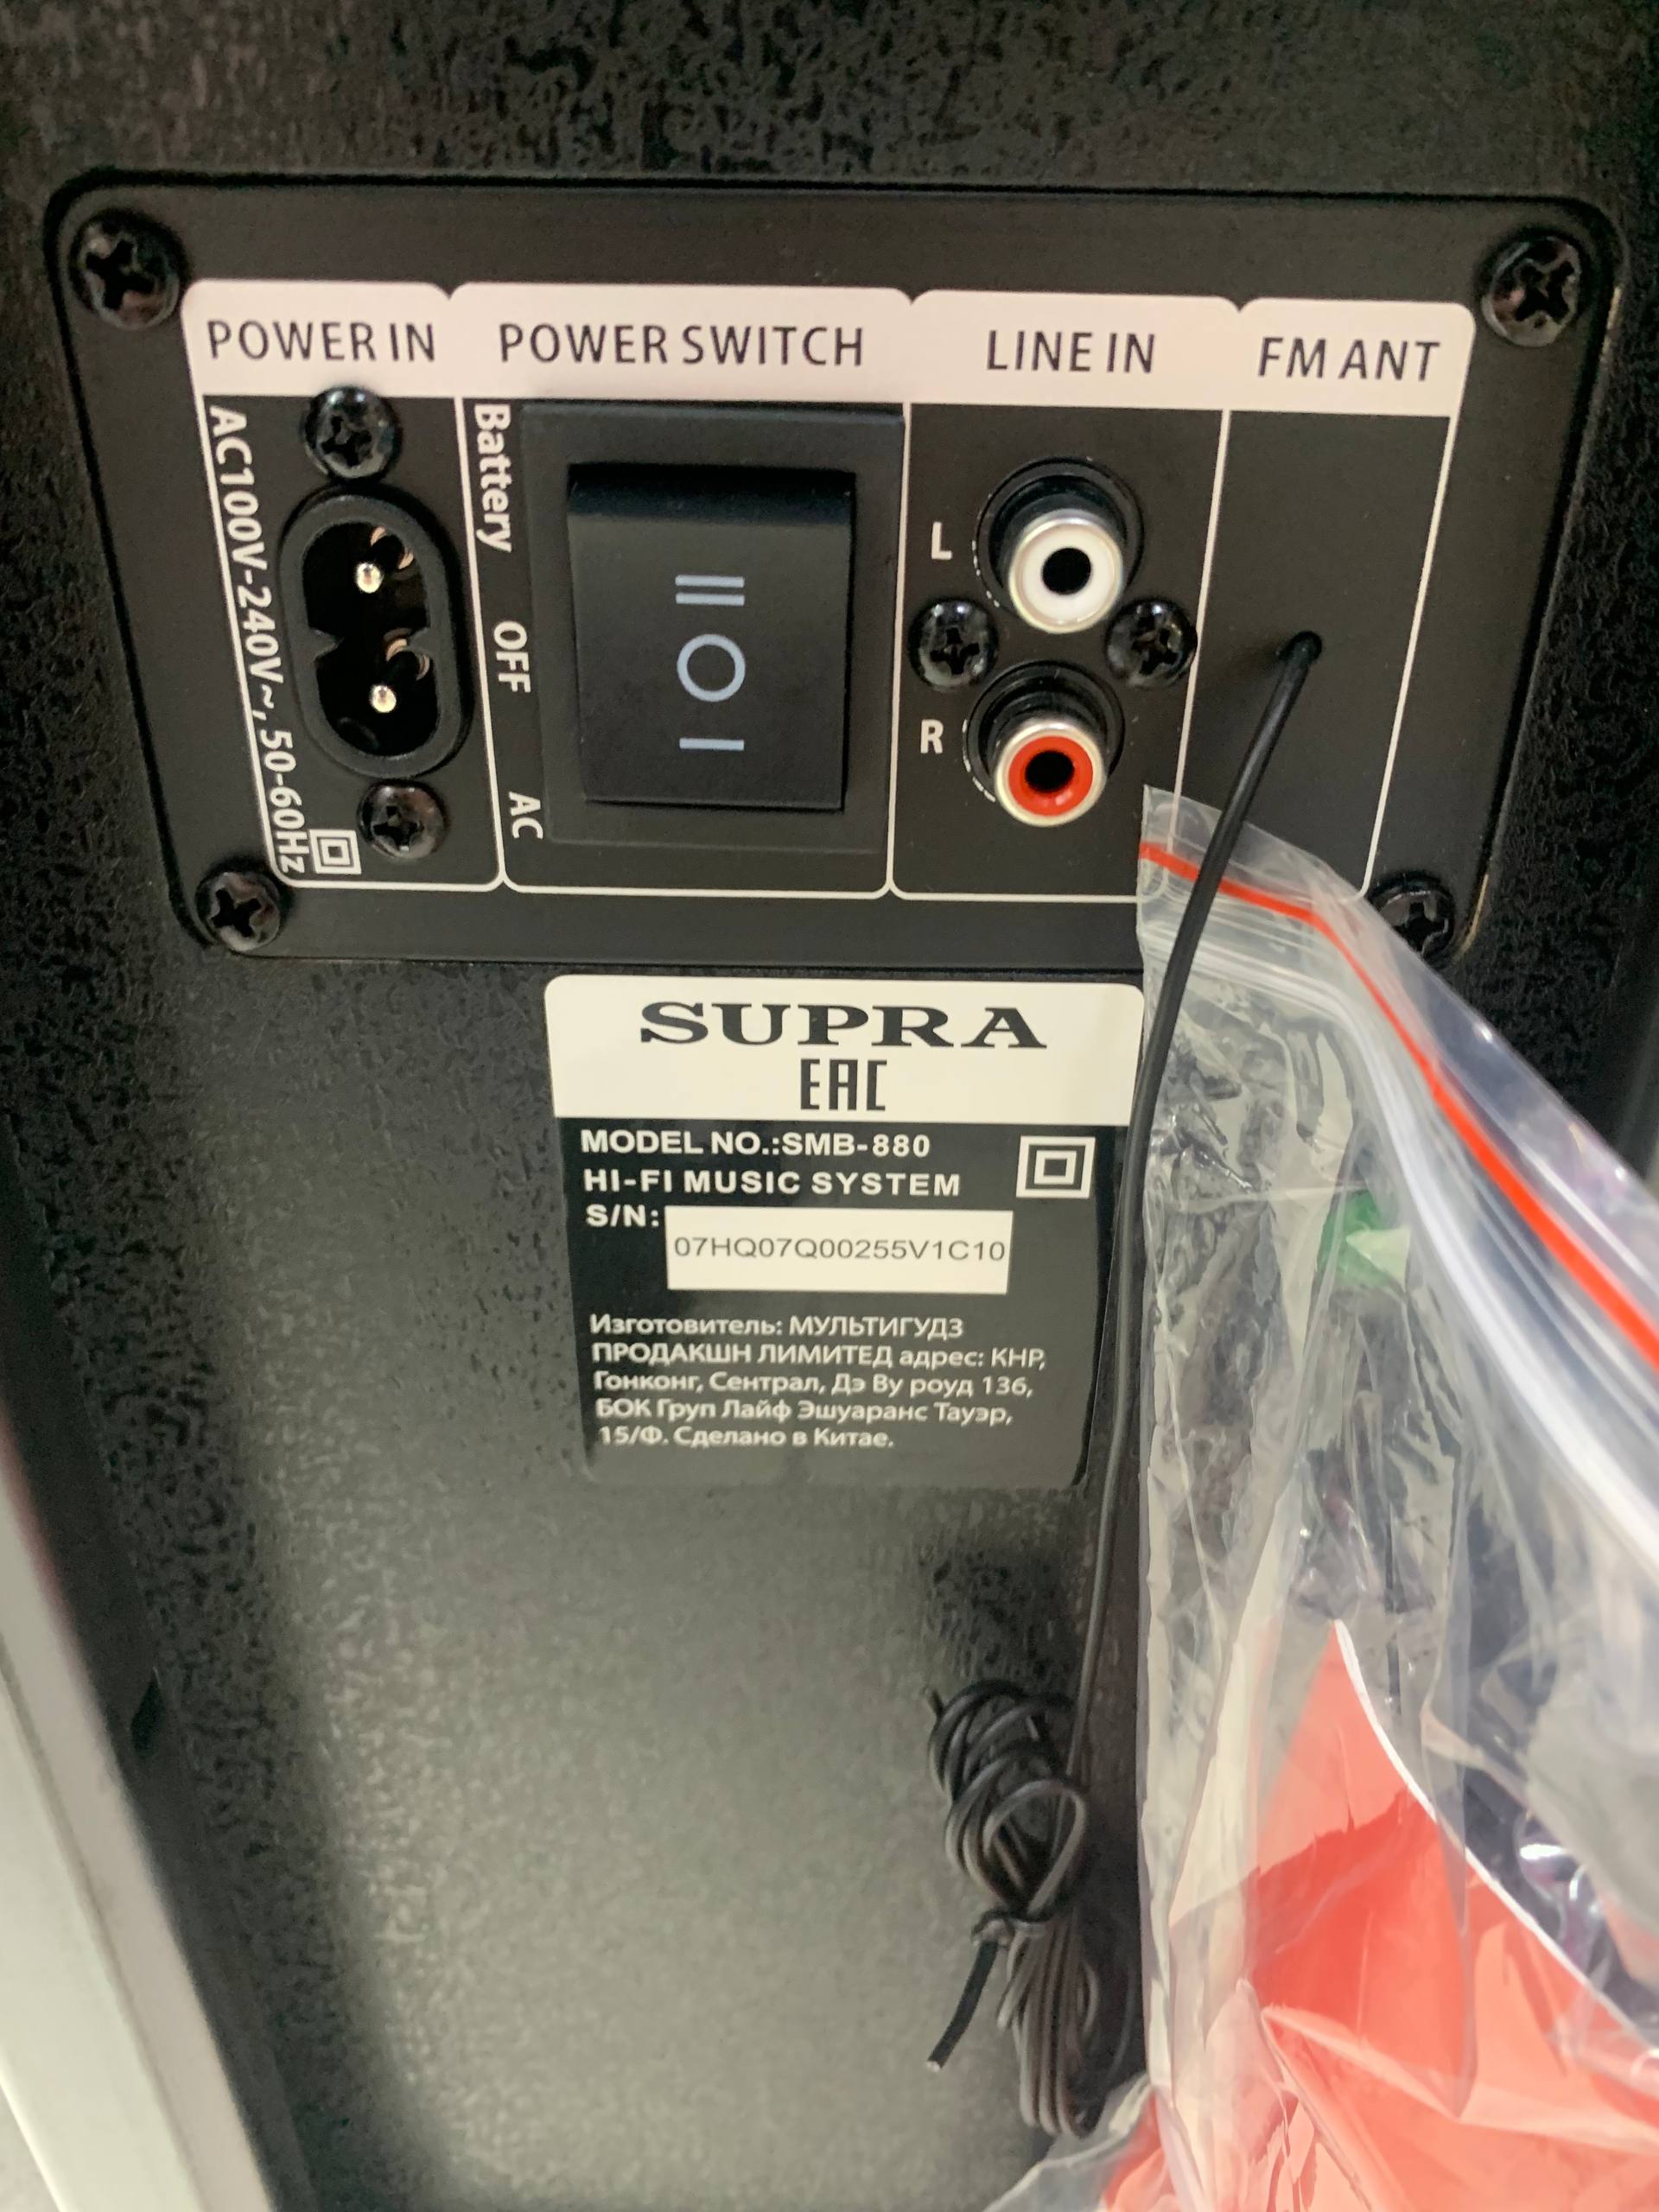 POWER IN
POWER SWITCH
LINE IN
FM ANT
AC100V-240V~, 50-60Hz
Battery
OFF
AC
II
O
I
L
R
SUPRA
EAC
MODEL NO.:SMB-880
HI-FI MUSIC SYSTEM
S/N:
07HQ07Q00255V1C10
Изготовитель: МУЛЬТИГУДЗ
ПРОДАКШН ЛИМИТЕД адрес: КНР,
Гонконг, Сентрал, Дэ Ву роуд 136,
БОК Груп Лайф Эшуаранс Тауэр,
15/Ф. Сделано в Китае.